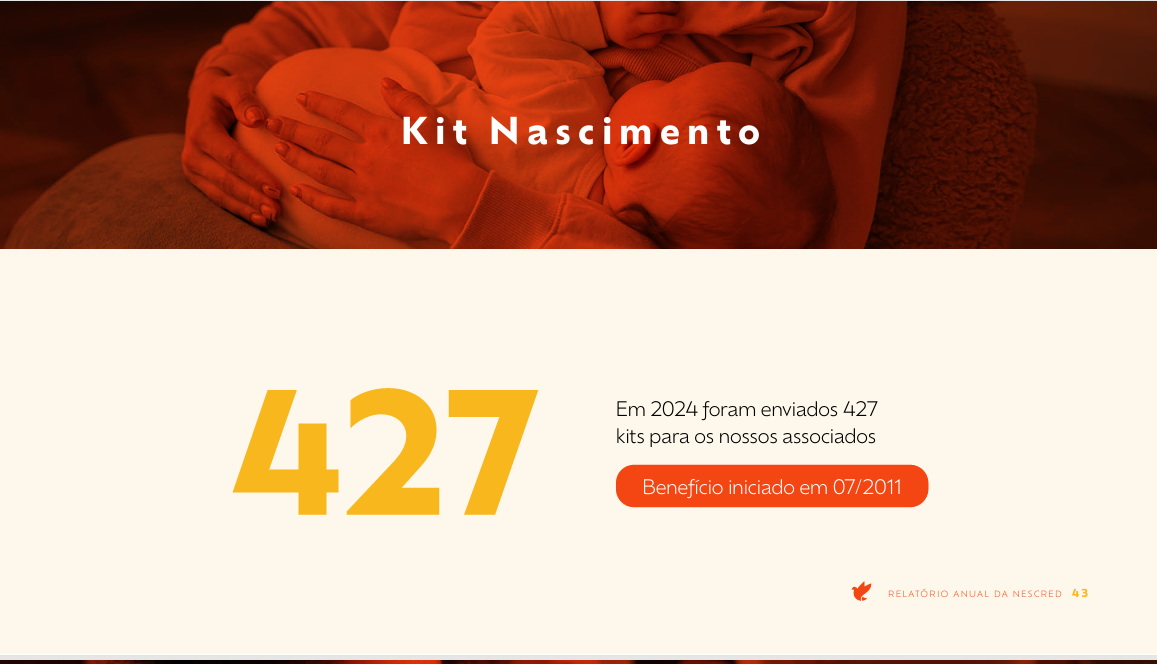 Kit Nascimento
427
Em 2024 foram enviados 427
kits para os nossos associados
Benefício iniciado em 07/2011
RELATÓRIO ANUAL DA NESCRED 43